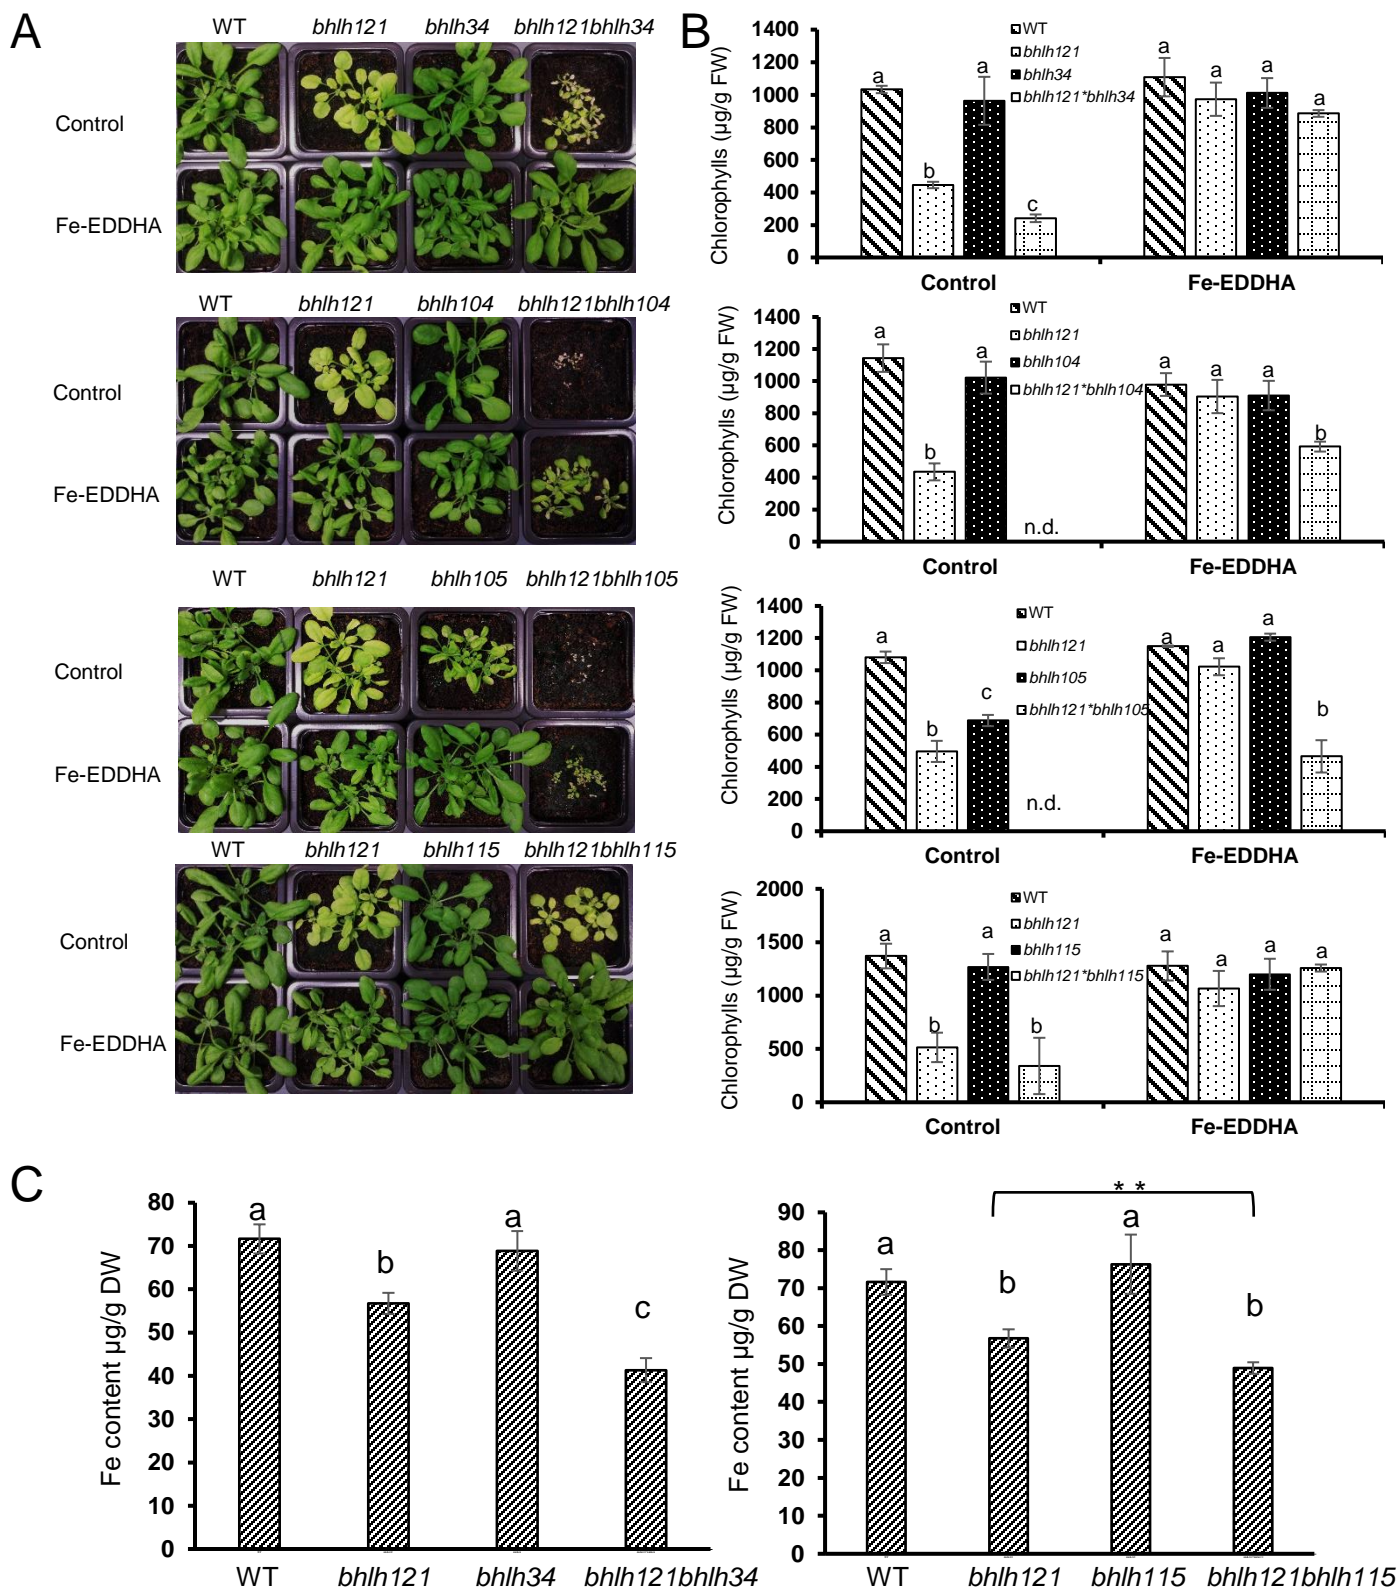 A
WT bhlh121 bhlh34 bhlh121bhlh34
Control
Fe-EDDHA
WT bhlh121 bhlh104 bhlh121bhlh104
Control
Fe-EDDHA
WT bhlh121 bhlh105 bhlh121bhlh105
Control
Fe-EDDHA
WT bhlh121 bhlh115 bhlh121bhlh115
Control
Fe-EDDHA
B
Chlorophylls (µg/g FW)
1400
1200
1000
800
600
400
200
0
WT
bhlh121
bhlh34
bhlh121*bhlh34
a b a c a a a a
Control Fe-EDDHA
Chlorophylls (µg/g FW)
1400
1200
1000
800
600
400
200
0
WT
bhlh121
bhlh104
bhlh121*bhlh104
a b a n.d. a a a b
Control Fe-EDDHA
Chlorophylls (µg/g FW)
1400
1200
1000
800
600
400
200
0
WT
bhlh121
bhlh105
bhlh121*bhlh105
a b c n.d. a a a b
Control Fe-EDDHA
Chlorophylls (µg/g FW)
2000
1500
1000
500
0
WT
bhlh121
bhlh115
bhlh121*bhlh115
a b a b a a a a
Control Fe-EDDHA
C
Fe content µg/g DW
80
70
60
50
40
30
20
10
0
a b a c
WT bhlh121 bhlh34 bhlh121bhlh34
Fe content µg/g DW
90
80
70
60
50
40
30
20
10
0
* *
a b a b
WT bhlh121 bhlh115 bhlh121bhlh115